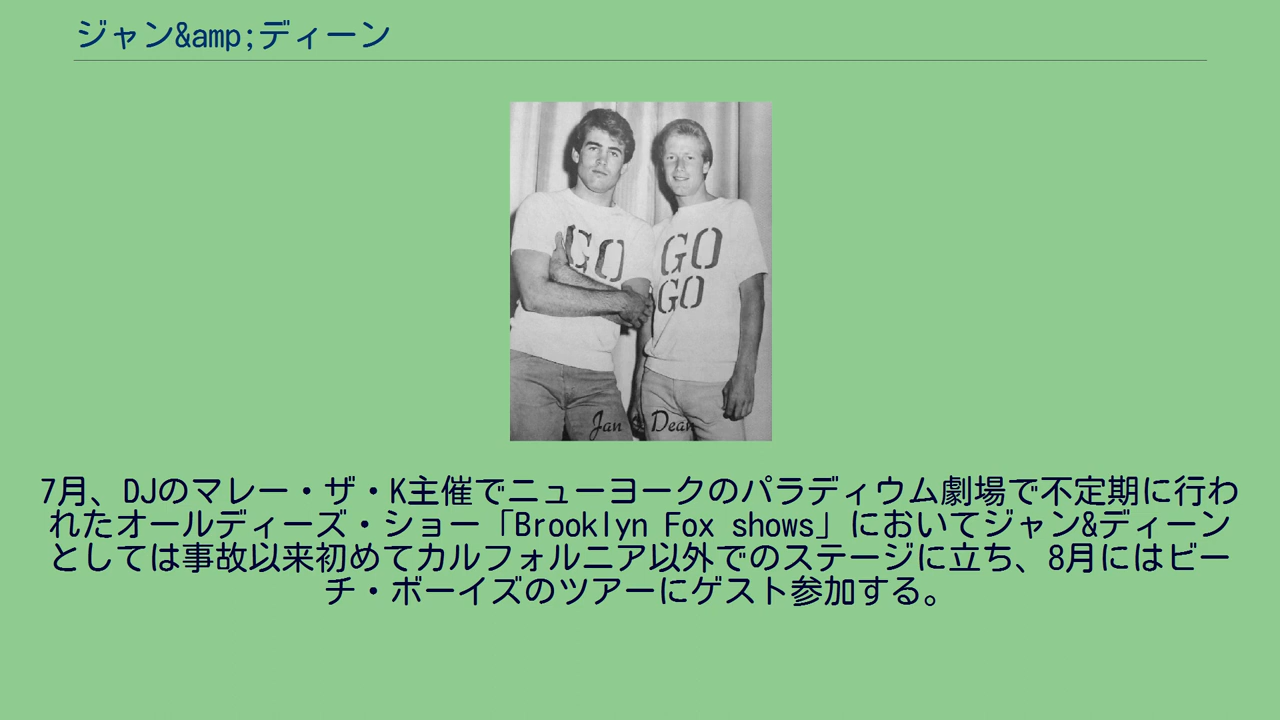 ジャン&amp;ディーン
GO
GO
GO
Jan & Dean
7月、DJのマレー・ザ・K主催でニューヨークのパラディウム劇場で不定期に行わ
れたオールディーズ・ショー「Brooklyn Fox shows」においてジャン&ディーン
としては事故以来初めてカルフォルニア以外でのステージに立ち、8月にはビー
チ・ボーイズのツアーにゲスト参加する。